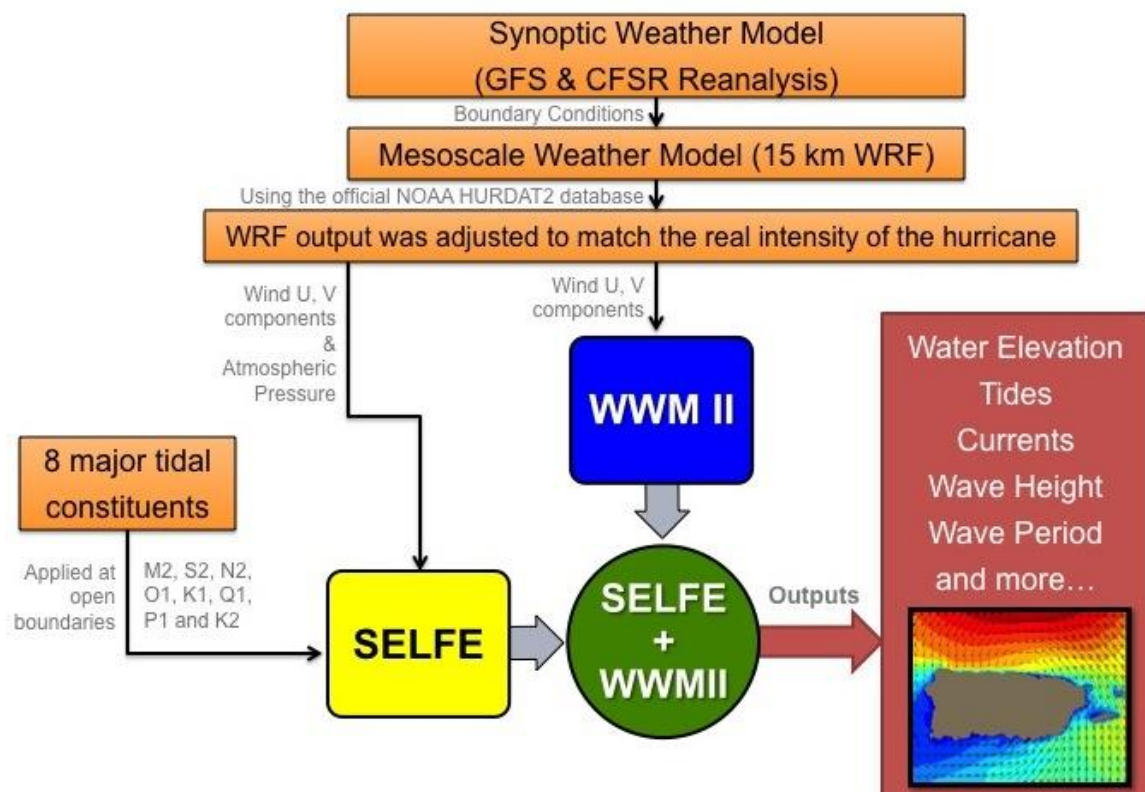 Synoptic Weather Model
(GFS & CFSR Reanalysis)
Boundary Conditions
Mesoscale Weather Model (15 km WRF)
Using the official NOAA HURDAT2 database
WRF output was adjusted to match the real intensity of the hurricane
Wind U, V
components
&
Atmospheric
Pressure
Wind U, V
components
WWM II
8 major tidal
constituents
Applied at
open
boundaries
M2, S2, N2,
O1, K1, Q1,
P1 and K2
SELFE
SELFE
+
WWMII
Outputs
Water Elevation
Tides
Currents
Wave Height
Wave Period
and more…